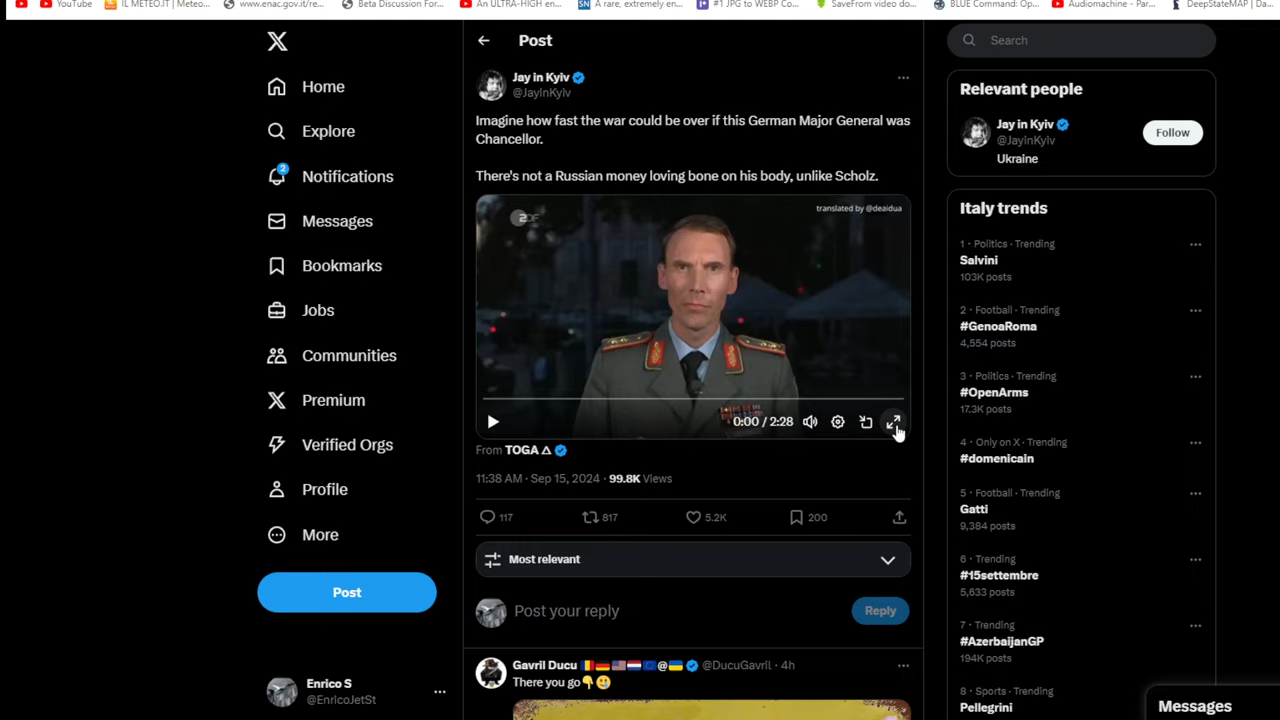 YouTube
IL METEO.IT | Meteo...
www.enac.gov.it/re...
Beta Discussion For...
An ULTRA-HIGH en...
A rare, extremely en...
#1 JPG to WEBP Co...
SaveFrom video do...
BLUE Command: Op...
Audiomachine - Par...
DeepStateMAP | Da...
Home
Explore
2
Notifications
Messages
Bookmarks
Jobs
Communities
Premium
Verified Orgs
Profile
More
Post
Enrico S
@EnricoJetSt
Post
Jay in Kyiv
@JayinKyiv
Imagine how fast the war could be over if this German Major General was
Chancellor.
There's not a Russian money loving bone on his body, unlike Scholz.
ZDF
translated by @deaidua
0:00 / 2:28
From TOGA
11:38 AM · Sep 15, 2024 · 99.8K Views
117
817
5.2K
200
Most relevant
Post your reply
Reply
Gavril Ducu @ @DucuGavril · 4h
There you go
Search
Relevant people
Jay in Kyiv
@JayinKyiv
Follow
Ukraine
Italy trends
1 · Politics · Trending
Salvini
103K posts
2 · Football · Trending
#GenoaRoma
4,554 posts
3 · Politics · Trending
#OpenArms
17.3K posts
4 · Only on X · Trending
#domenicain
5 · Football · Trending
Gatti
9,384 posts
6 · Trending
#15settembre
5,633 posts
7 · Trending
#AzerbaijanGP
194K posts
8 · Sports · Trending
Pellegrini
Messages